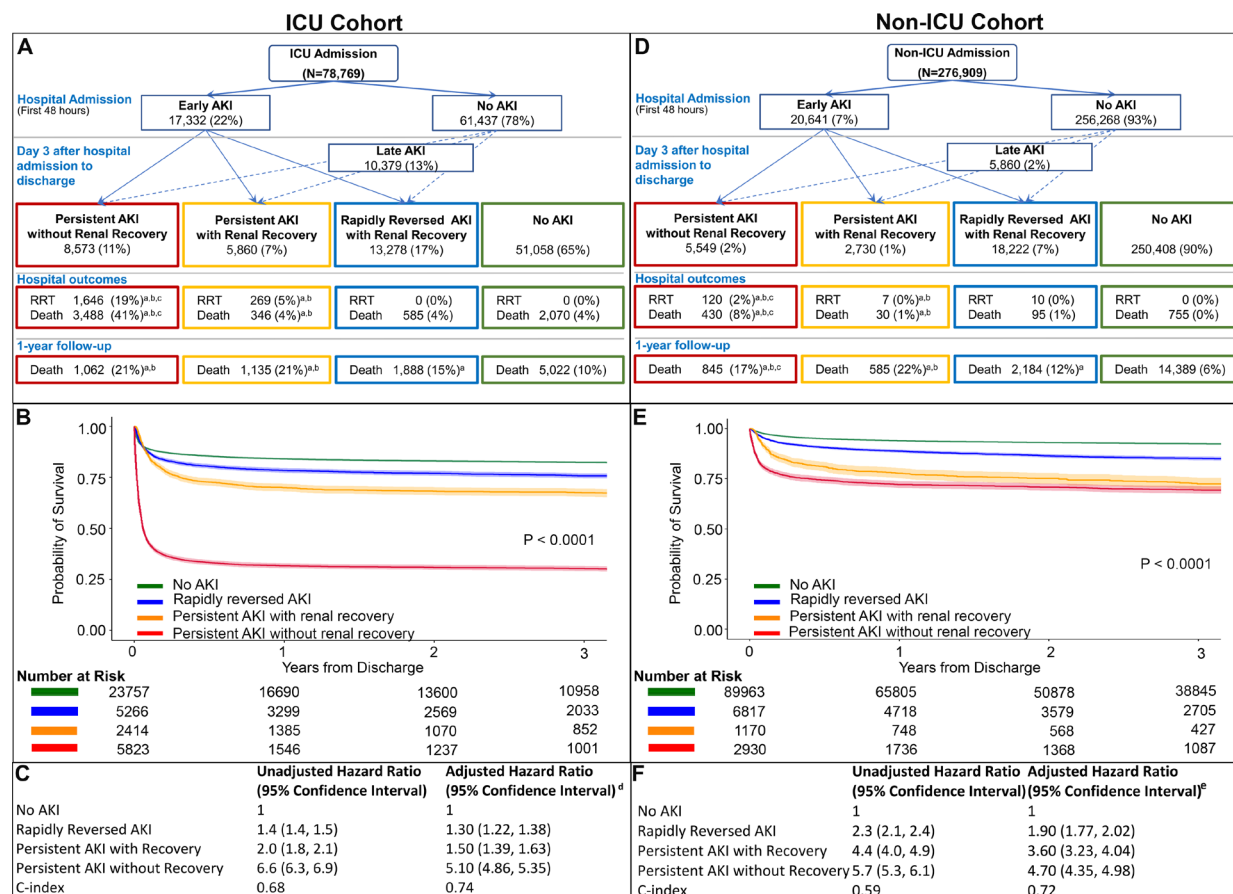 ICU Cohort
A
ICU Admission
(N=78,769)
Hospital Admission
(First 48 hours)
Early AKI
17,332 (22%)
No AKI
61,437 (78%)
Day 3 after hospital
admission to
discharge
Late AKI
10,379 (13%)
Persistent AKI
without Renal Recovery
8,573 (11%)
Persistent AKI
with Renal Recovery
5,860 (7%)
Rapidly Reversed AKI
with Renal Recovery
13,278 (17%)
No AKI
51,058 (65%)
Hospital outcomes
RRT 1,646 (19%)a,b,c
Death 3,488 (41%)a,b,c
RRT 269 (5%)a,b
Death 346 (4%)a,b
RRT 0 (0%)
Death 585 (4%)
RRT 0 (0%)
Death 2,070 (4%)
1-year follow-up
Death 1,062 (21%)a,b
Death 1,135 (21%)a,b
Death 1,888 (15%)a
Death 5,022 (10%)
B
Probability of Survival
1.00
0.75
0.50
0.25
0.00
P < 0.0001
No AKI
Rapidly reversed AKI
Persistent AKI with renal recovery
Persistent AKI without renal recovery
0 1 2 3
Years from Discharge
Number at Risk
23757 16690 13600 10958
5266 3299 2569 2033
2414 1385 1070 852
5823 1546 1237 1001
C
Unadjusted Hazard Ratio Adjusted Hazard Ratio
(95% Confidence Interval) (95% Confidence Interval) d
No AKI 1 1
Rapidly Reversed AKI 1.4 (1.4, 1.5) 1.30 (1.22, 1.38)
Persistent AKI with Recovery 2.0 (1.8, 2.1) 1.50 (1.39, 1.63)
Persistent AKI without Recovery 6.6 (6.3, 6.9) 5.10 (4.86, 5.35)
C-index 0.68 0.74
Non-ICU Cohort
D
Non-ICU Admission
(N=276,909)
Hospital Admission
(First 48 hours)
Early AKI
20,641 (7%)
No AKI
256,268 (93%)
Day 3 after hospital
admission to
discharge
Late AKI
5,860 (2%)
Persistent AKI
without Renal Recovery
5,549 (2%)
Persistent AKI
with Renal Recovery
2,730 (1%)
Rapidly Reversed AKI
with Renal Recovery
18,222 (7%)
No AKI
250,408 (90%)
Hospital outcomes
RRT 120 (2%)a,b,c
Death 430 (8%)a,b,c
RRT 7 (0%)a,b
Death 30 (1%)a,b
RRT 10 (0%)
Death 95 (1%)
RRT 0 (0%)
Death 755 (0%)
1-year follow-up
Death 845 (17%)a,b,c
Death 585 (22%)a,b
Death 2,184 (12%)a
Death 14,389 (6%)
E
Probability of Survival
1.00
0.75
0.50
0.25
0.00
P < 0.0001
No AKI
Rapidly reversed AKI
Persistent AKI with renal recovery
Persistent AKI without renal recovery
0 1 2 3
Years from Discharge
Number at Risk
89963 65805 50878 38845
6817 4718 3579 2705
1170 748 568 427
2930 1736 1368 1087
F
Unadjusted Hazard Ratio Adjusted Hazard Ratio
(95% Confidence Interval) (95% Confidence Interval)e
No AKI 1 1
Rapidly Reversed AKI 2.3 (2.1, 2.4) 1.90 (1.77, 2.02)
Persistent AKI with Recovery 4.4 (4.0, 4.9) 3.60 (3.23, 4.04)
Persistent AKI without Recovery 5.7 (5.3, 6.1) 4.70 (4.35, 4.98)
C-index 0.59 0.72